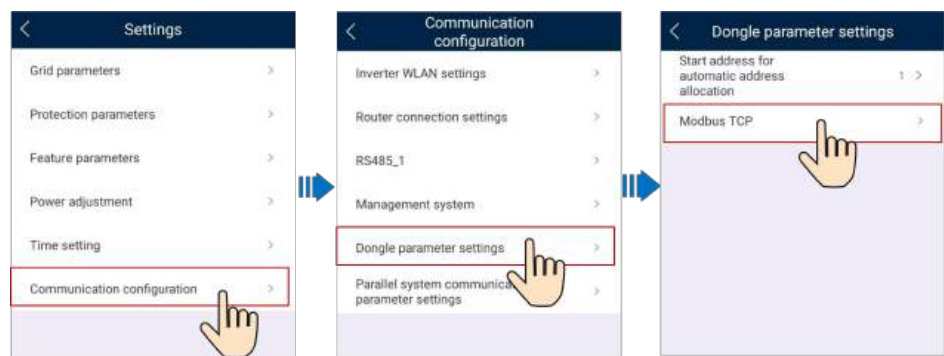 Settings
Grid parameters
Protection parameters
Feature parameters
Power adjustment
Time setting
Communication configuration
Communication
configuration
Inverter WLAN settings
Router connection settings
RS485_1
Management system
Dongle parameter settings
Parallel system
parameter settings
Dongle parameter settings
Start address for
automatic address
allocation
1
Modbus TCP